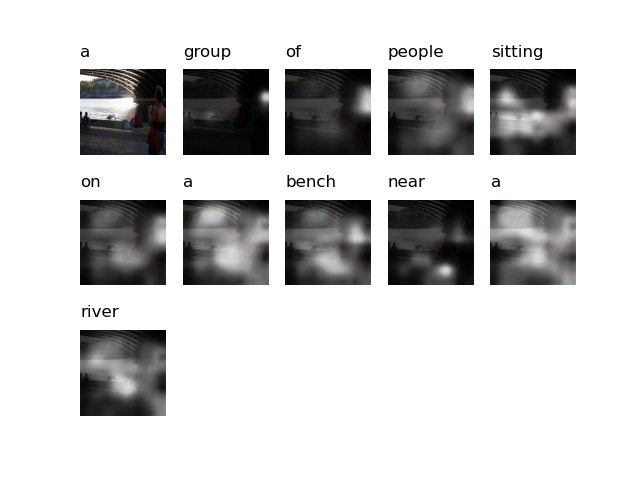 a group of people sitting
on a bench near a
river